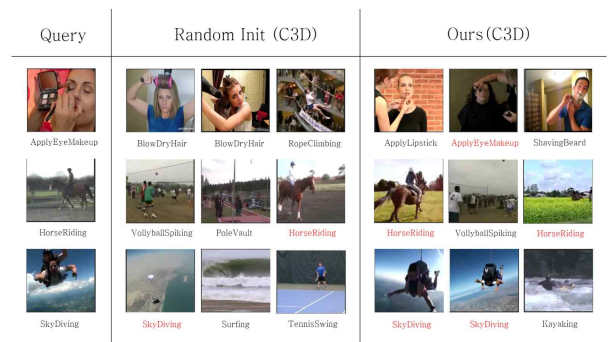 Query Random Init (C3D) Ours(C3D)
ApplyEyeMakeup BlowDryHair BlowDryHair RopeClimbing ApplyLipstick ApplyEyeMakeup ShavingBeard
HorseRiding VollyballSpiking PoleVault HorseRiding HorseRiding VollyballSpiking HorseRiding
SkyDiving SkyDiving Surfing TennisSwing SkyDiving SkyDiving Kayaking